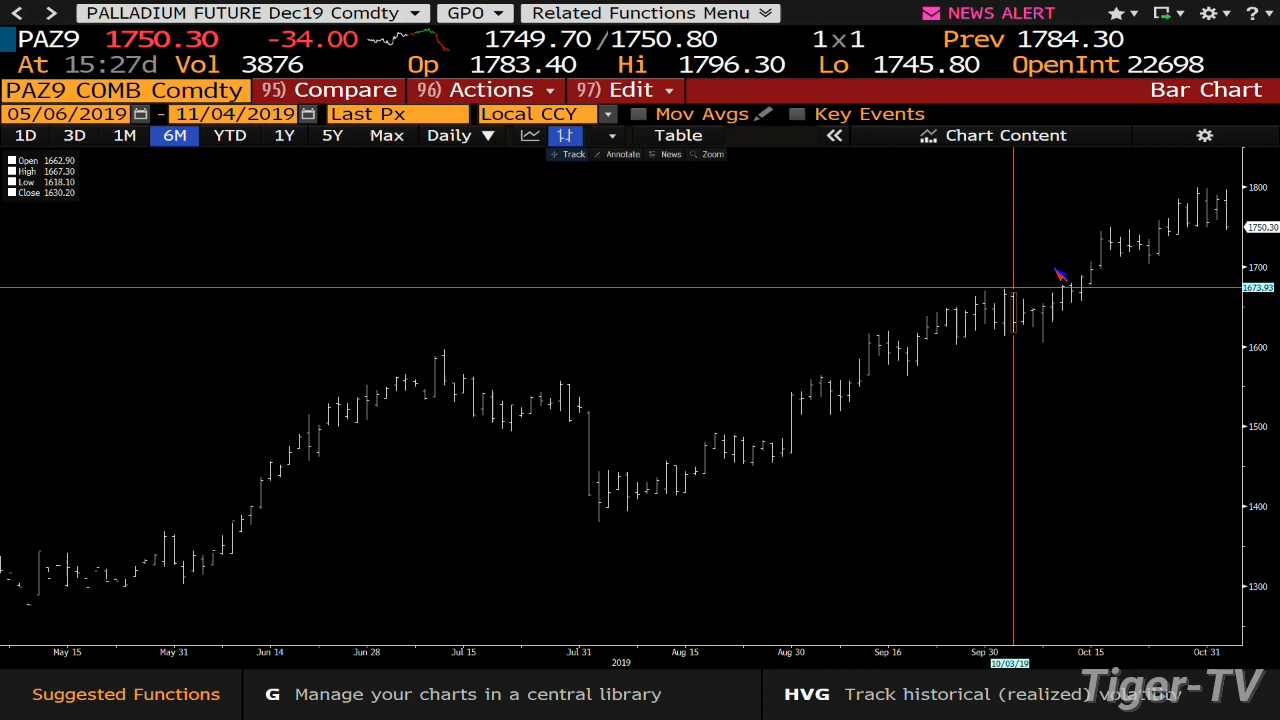 PALLADIUM FUTURE Dec19 Comdty GPO Related Functions Menu NEWS ALERT ?
PAZ9 1750.30 -34.00 1749.70/1750.80 1x1 Prev 1784.30
At 15:27d Vol 3876 Op 1783.40 Hi 1796.30 Lo 1745.80 OpenInt 22698
PAZ9 COMB Comdty 95) Compare 96) Actions 97) Edit Bar Chart
05/06/2019 - 11/04/2019 Last Px Local CCY Mov Avgs Key Events
1D 3D 1M 6M YTD 1Y 5Y Max Daily Table Chart Content
Track Annotate News Zoom
Open 1662.90
High 1667.30
Low 1618.10
Close 1630.20
1800
1750.30
1700
1673.93
1600
1500
1400
1300
May 15 May 31 Jun 14 Jun 28 Jul 15 Jul 31 Aug 15 Aug 30 Sep 16 Sep 30 Oct 15 Oct 31
2019 10/03/19
Suggested Functions G Manage your charts in a central library HVG Track historical (realized) volatility
Tiger-TV